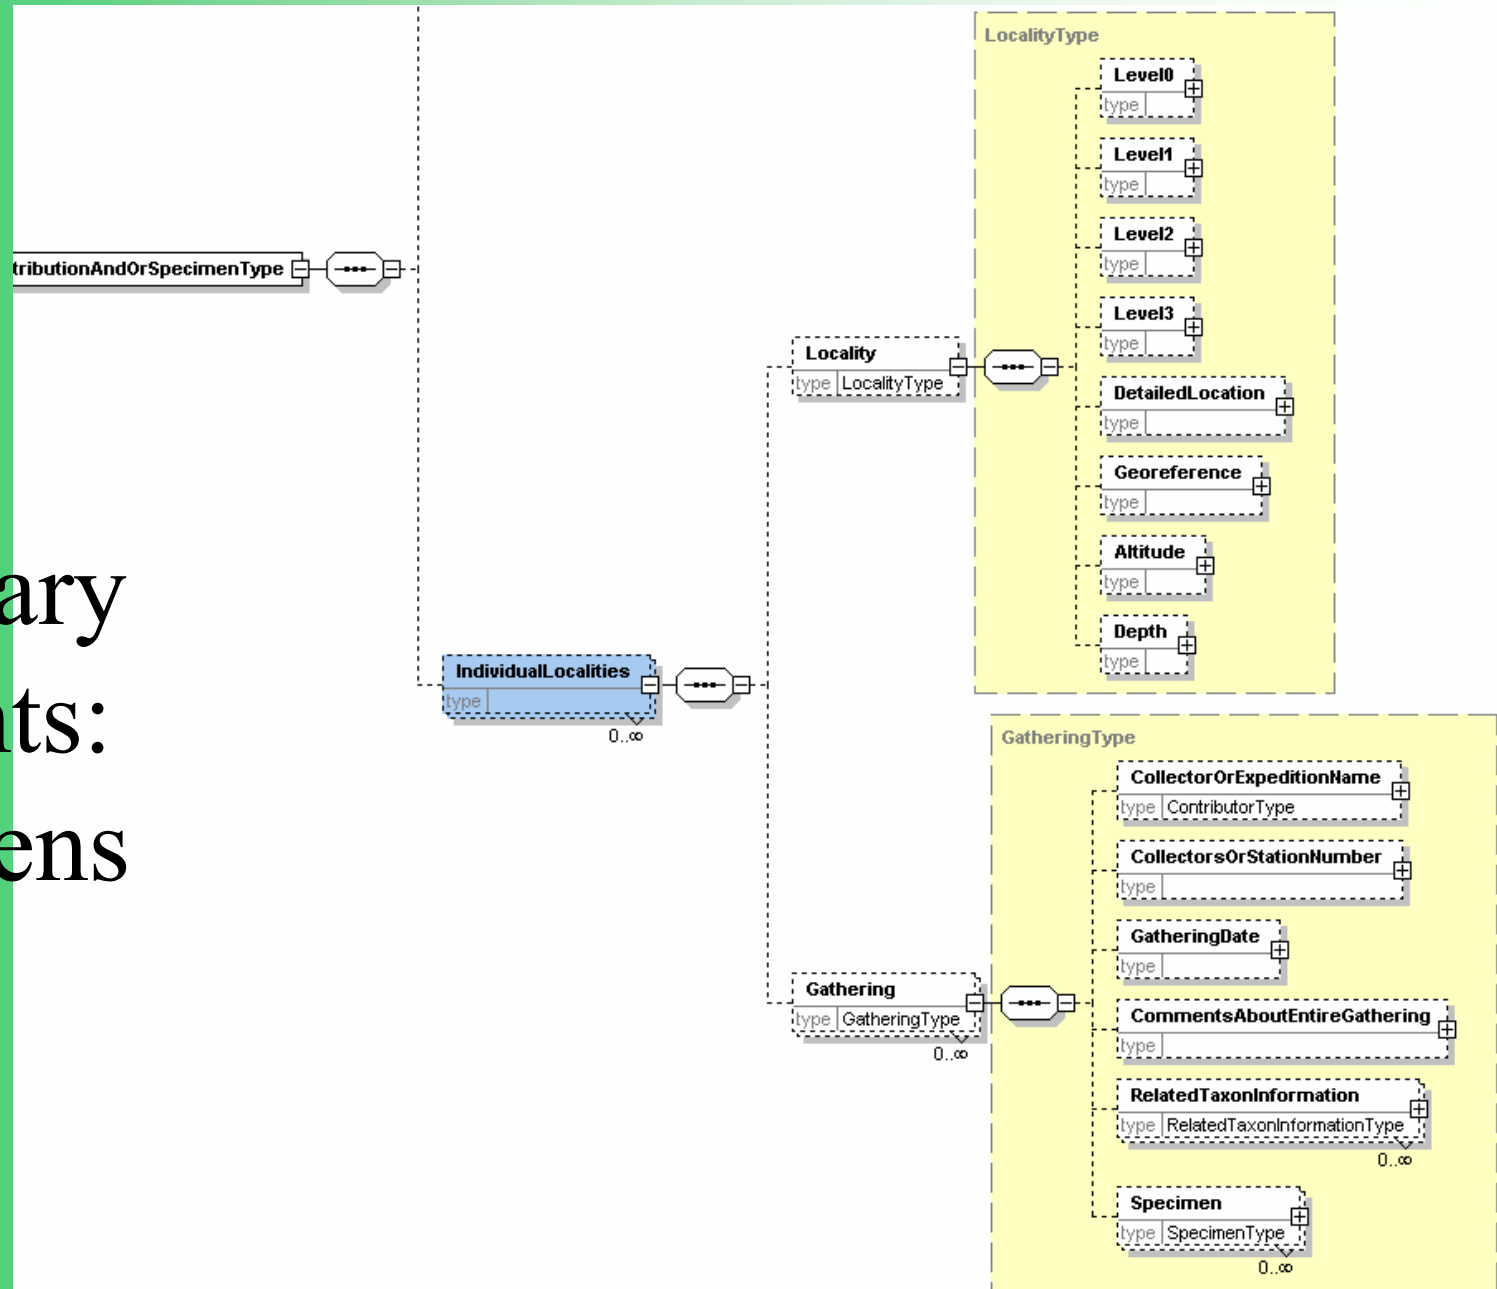 LocalityType
Level0
type
Level1
type
Level2
type
tributionAndOrSpecimenType
Level3
type
Locality
type LocalityType
DetailedLocation
type
Georeference
type
Altitude
type
ary
Depth
type
IndividualLocalities
type
0..∞
nts:
GatheringType
CollectorOrExpeditionName
type ContributorType
ens
CollectorsOrStationNumber
type
GatheringDate
type
Gathering
type GatheringType
0..∞
CommentsAboutEntireGathering
type
RelatedTaxonInformation
type RelatedTaxonInformationType
0..∞
Specimen
type SpecimenType
0..∞